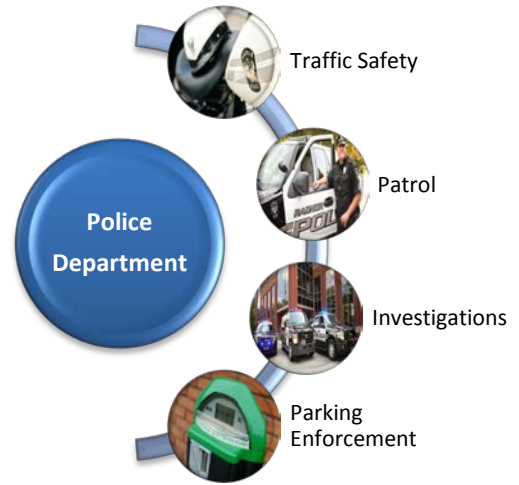 Traffic Safety
Patrol
Police
Department
Investigations
Parking
Enforcement